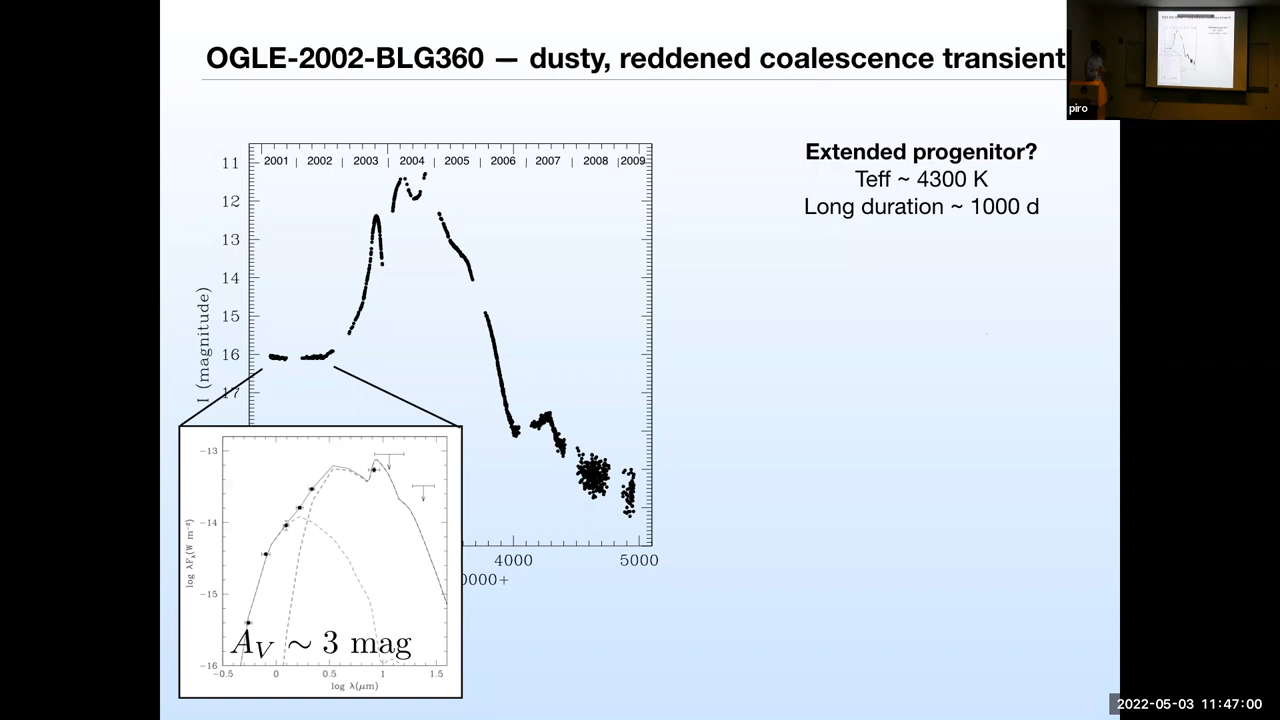 OGLE-2002-BLG360 — dusty, reddened coalescence transient
piro
Extended progenitor?
Teff ~ 4300 K
Long duration ~ 1000 d
2001 | 2002 | 2003 | 2004 | 2005 | 2006 | 2007 | 2008 | 2009
11
12
13
14
15
16
17
I (magnitude)
4000 5000
0000+
-13
-14
-15
-16
log λFλ(W m⁻²)
A_V ~ 3 mag
-0.5 0 0.5 1 1.5
log λ(μm)
2022-05-03 11:47:00